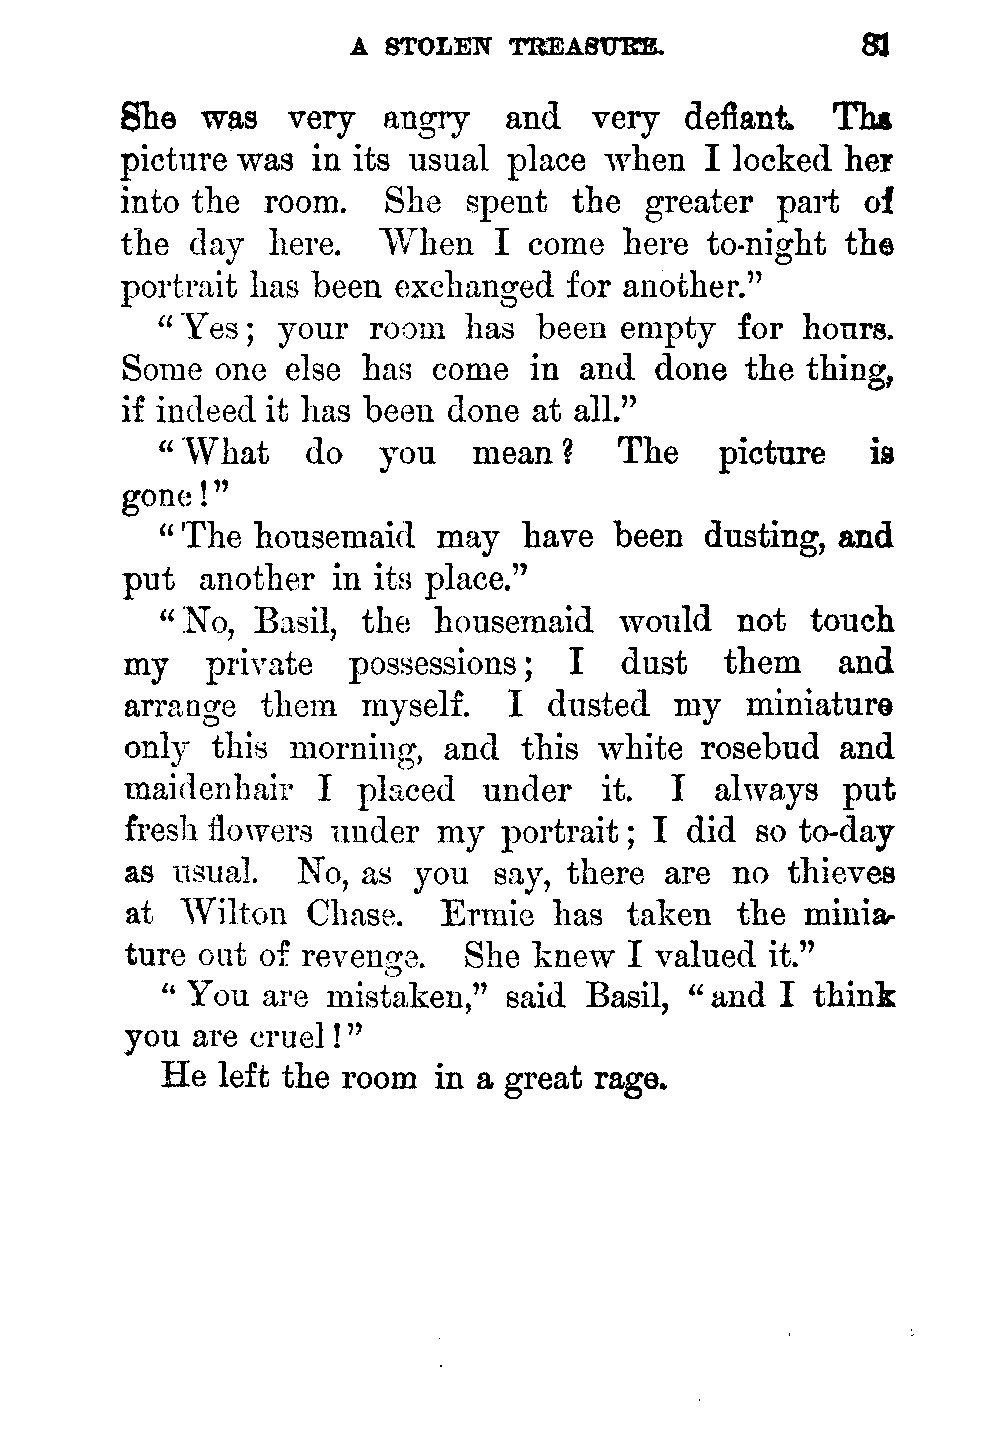 A STOLEN TREASURE. 81
She was very angry and very defiant. The
picture was in its usual place when I locked her
into the room. She spent the greater part of
the day here. When I come here to-night the
portrait has been exchanged for another.”
“Yes; your room has been empty for hours.
Some one else has come in and done the thing,
if indeed it has been done at all.”
“What do you mean? The picture is
gone!”
“The housemaid may have been dusting, and
put another in its place.”
“No, Basil, the housemaid would not touch
my private possessions; I dust them and
arrange them myself. I dusted my miniature
only this morning, and this white rosebud and
maidenhair I placed under it. I always put
fresh flowers under my portrait; I did so to-day
as usual. No, as you say, there are no thieves
at Wilton Chase. Ermie has taken the minia-
ture out of revenge. She knew I valued it.”
“You are mistaken,” said Basil, “and I think
you are cruel!”
He left the room in a great rage.